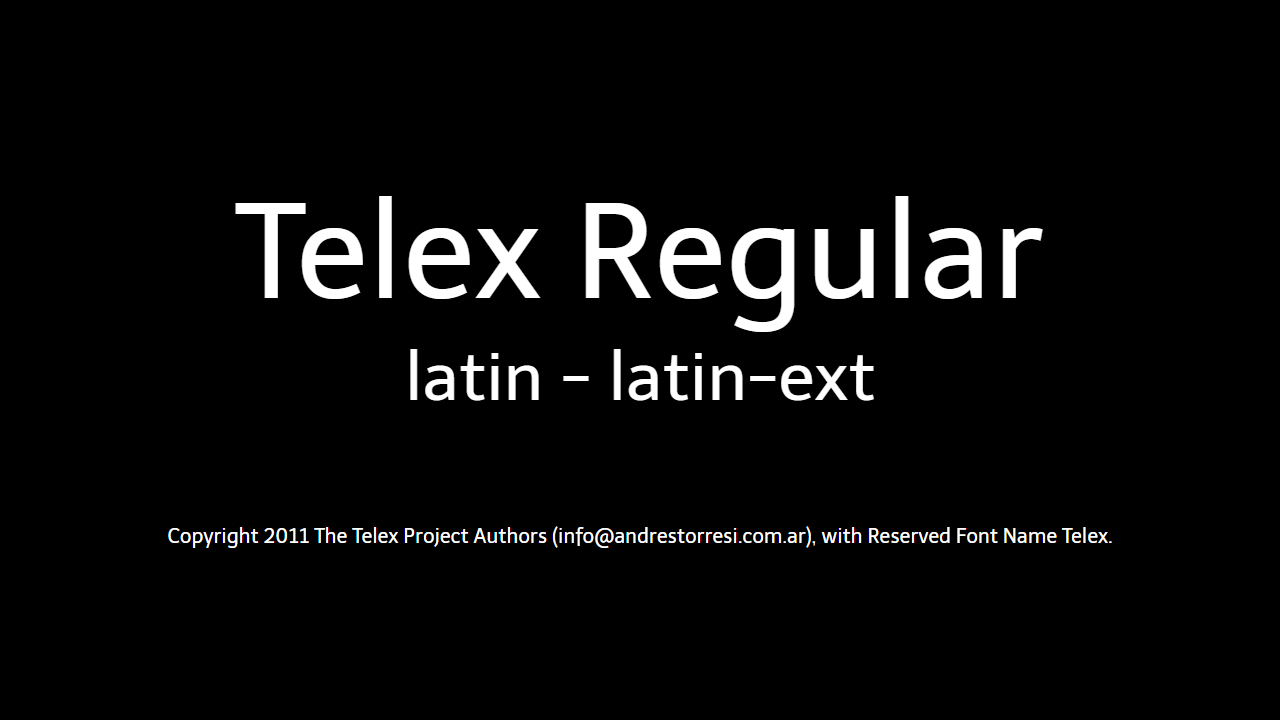 Telex Regular
latin - latin-ext
Copyright 2011 The Telex Project Authors (info@andrestorresi.com.ar), with Reserved Font Name Telex.